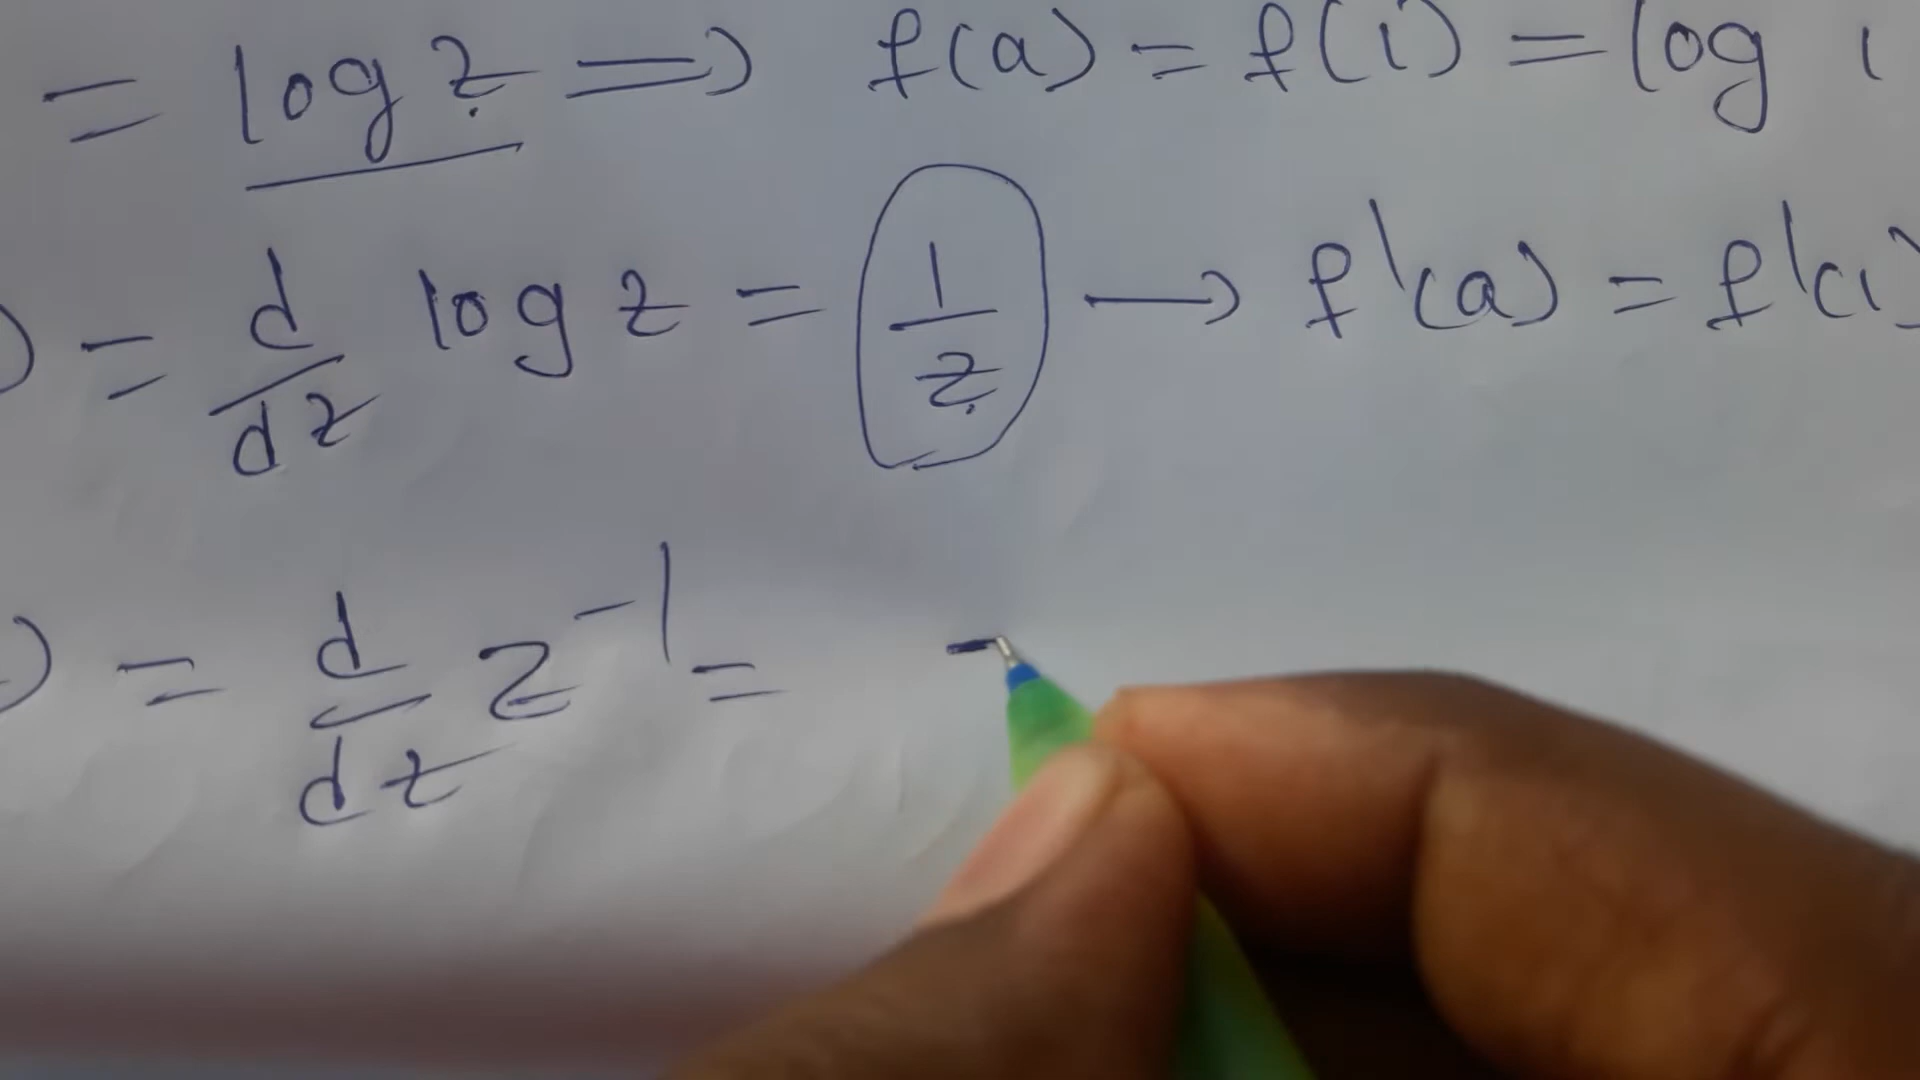 = log z ⟹ f(a) = f(i) = log i
) = d/dz log z = 1/z → f'(a) = f'(i)
) = d/dz z^-1 = -